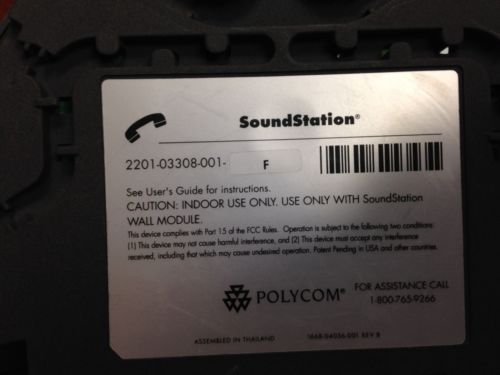 SoundStation®
2201-03308-001- F
See User's Guide for instructions.
CAUTION: INDOOR USE ONLY. USE ONLY WITH SoundStation
WALL MODULE.
This device complies with Part 15 of the FCC Rules. Operation is subject to the following two conditions:
(1) This device may not cause harmful interference, and (2) This device must accept any interference
received, including that which may cause undesired operation. Patent Pending in USA and other countries.
POLYCOM®
FOR ASSISTANCE CALL
1-800-765-9266
ASSEMBLED IN THAILAND
1668-04036-001 REV B